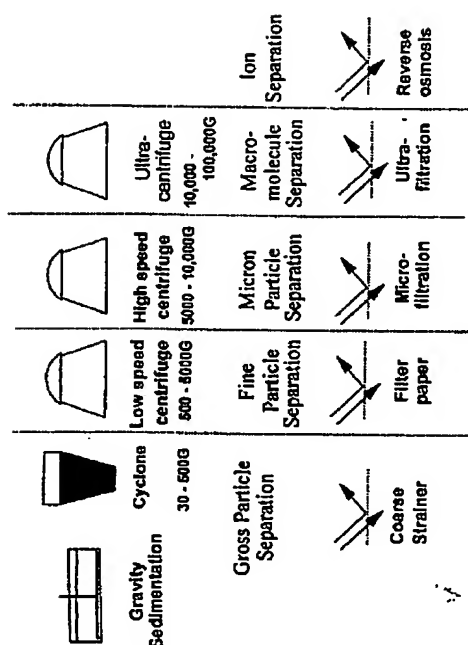 Gravity
Sedimentation
Cyclone
30 - 500G
Low speed
centrifuge
500 - 5000G
High speed
centrifuge
5000 - 10,000G
Ultra-
centrifuge
10,000 -
100,000G
Gross Particle
Separation
Fine
Particle
Separation
Micron
Particle
Separation
Macro-
molecule
Separation
Ion
Separation
Coarse
Strainer
Filter
paper
Micro-
filtration
Ultra-
filtration
Reverse
osmosis